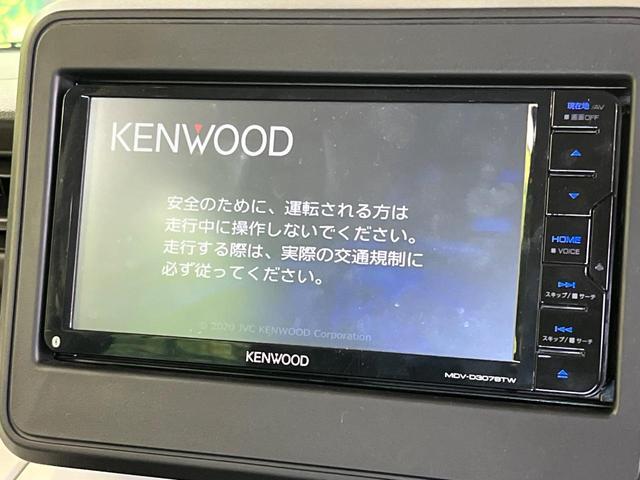 KENWOOD
安全のために、運転される方は
走行中に操作しないでください。
走行する際は、実際の交通規制に
必ず従ってください。
© 2020 JVC KENWOOD Corporation
KENWOOD
MDV-D307BTW
現在地/AV
■画面OFF
HOME
■VOICE
スキップ/■サーチ
スキップ/■サーチ